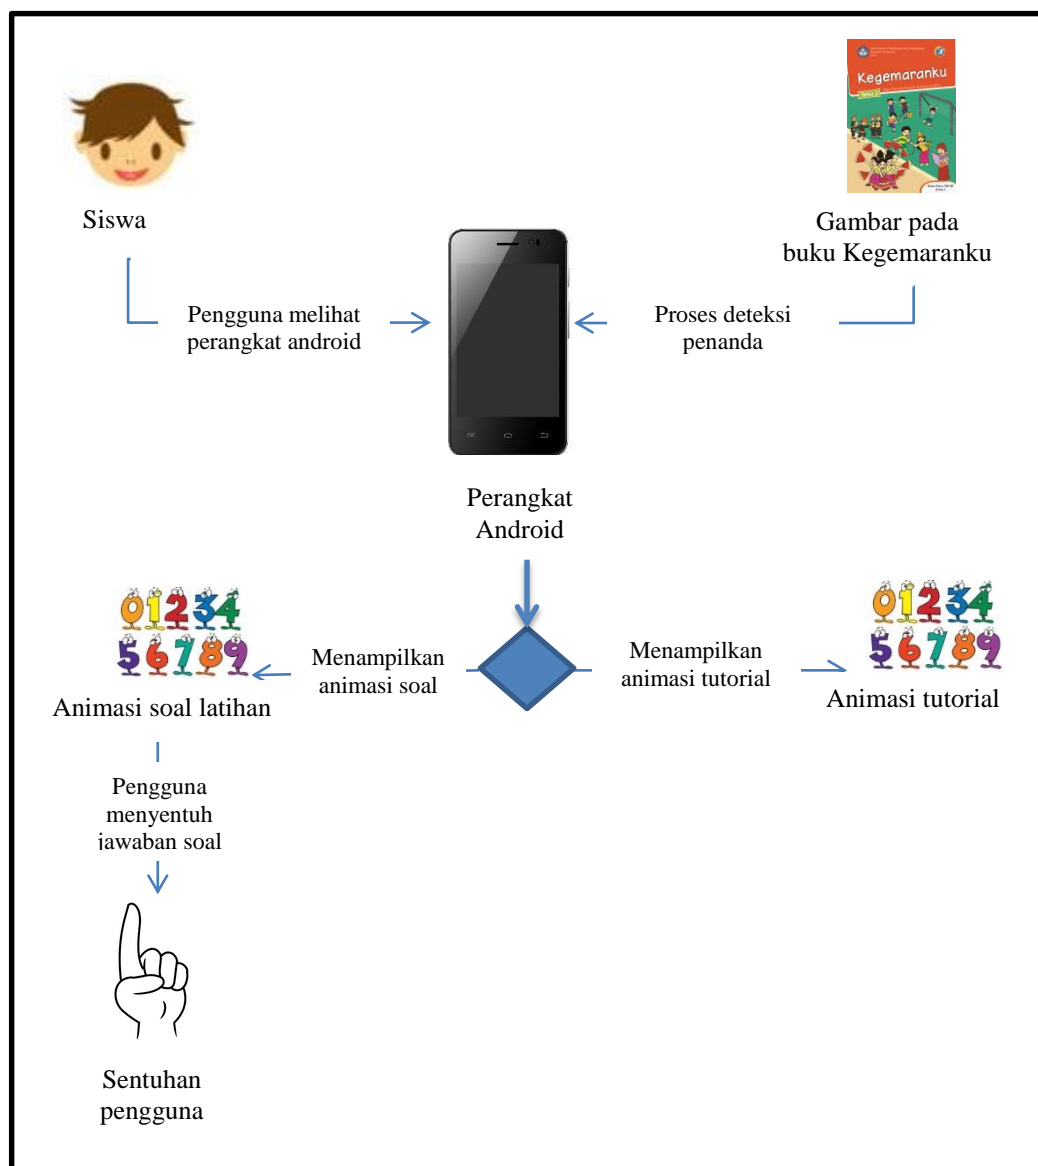 Kegemaranku
Siswa
Gambar pada
buku Kegemaranku
Pengguna melihat
perangkat android
Proses deteksi
penanda
Perangkat
Android
0 1 2 3 4
5 6 7 8 9
Menampilkan
animasi soal
Menampilkan
animasi tutorial
0 1 2 3 4
5 6 7 8 9
Animasi soal latihan
Animasi tutorial
Pengguna
menyentuh
jawaban soal
Sentuhan
pengguna